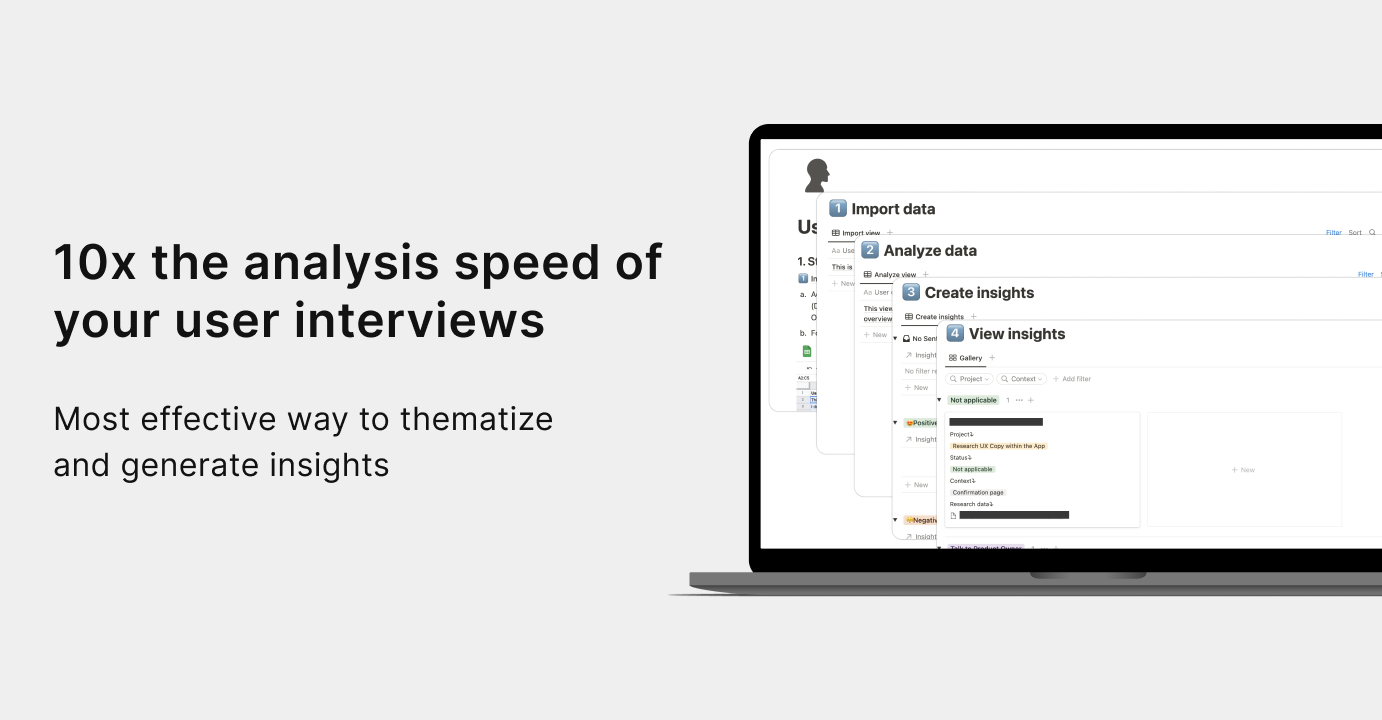 10x the analysis speed of
your user interviews
Most effective way to thematize
and generate insights
Us
1. St
1 In
a. A
b. Fe
1 Import data
Import view
Filter Sort
Aa Use
This is
New
2 Analyze data
Analyze view
Filter
Aa User
This view
overview
New
3 Create insights
Create insights
No Sent
Insight
No filter re
New
Positive
Insight
New
Negativ
Insight
4 View insights
Gallery
Project Context Add filter
Not applicable 1
Project
Research UX Copy within the App
Status
Not applicable
Context
Confirmation page
Research data
New
Talk to Product Owner